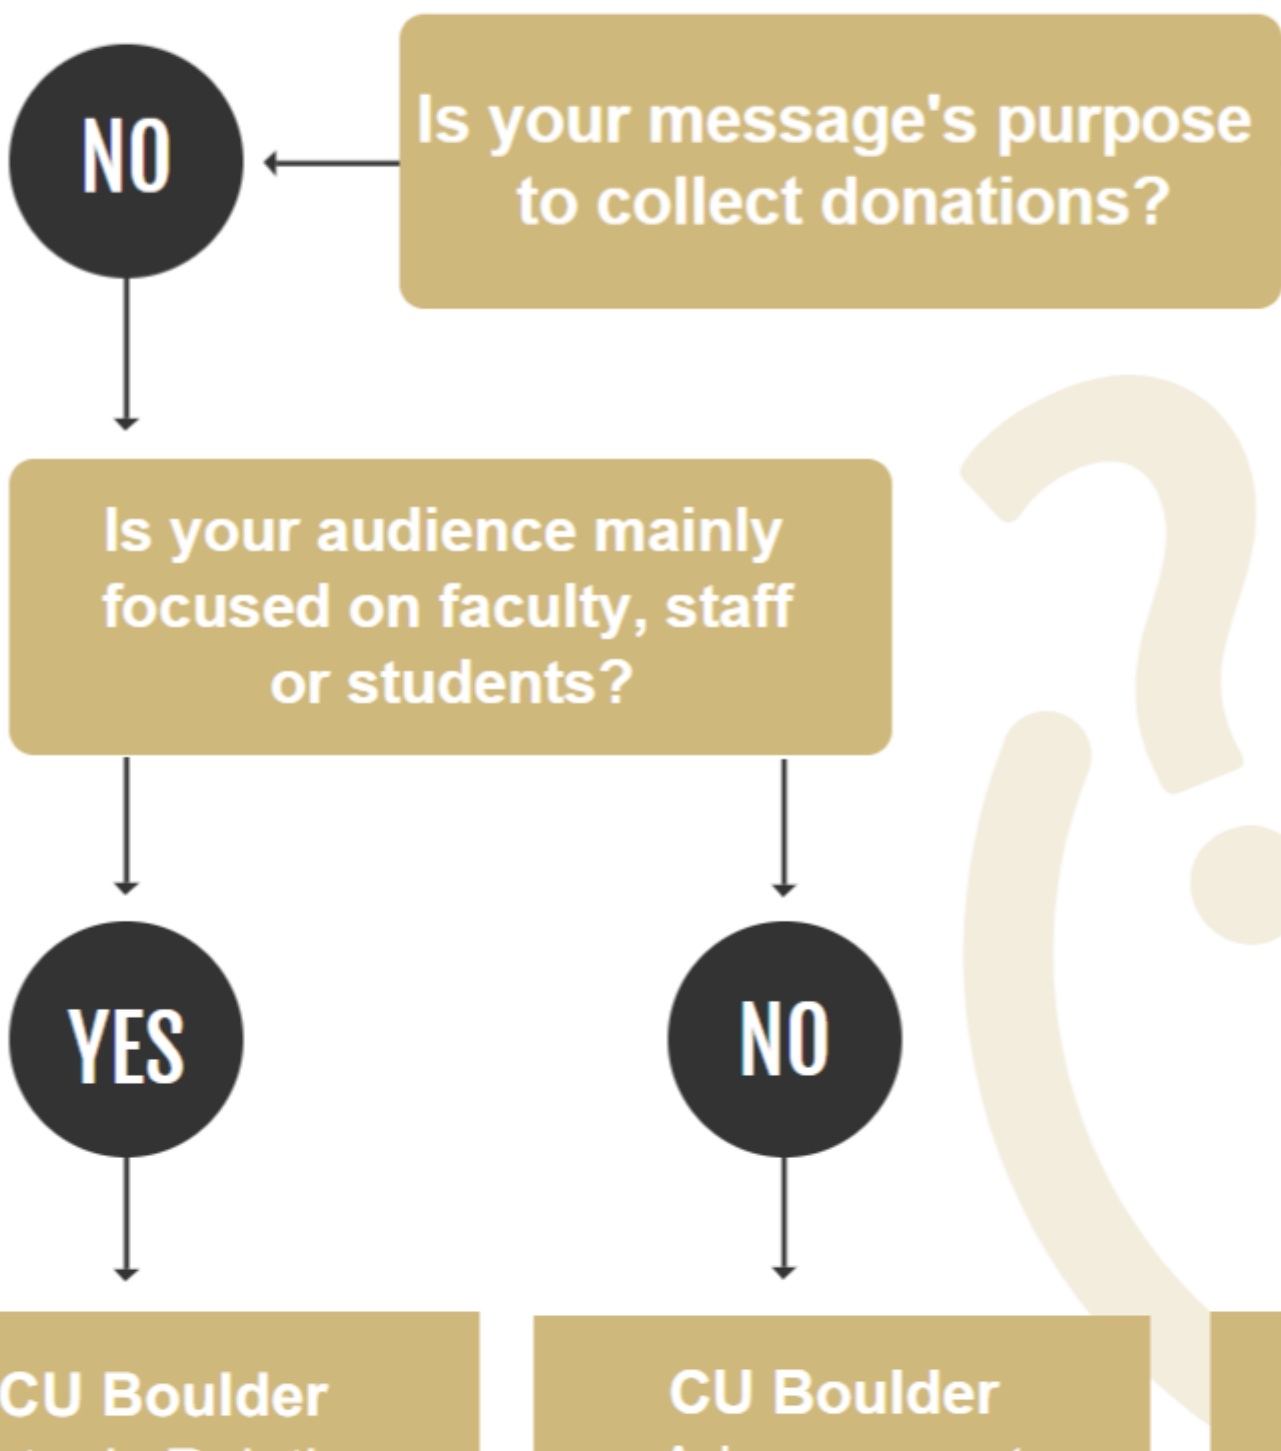 Is your message's purpose
to collect donations?
NO
Is your audience mainly
focused on faculty, staff
or students?
YES
NO
CU Boulder
CU Boulder